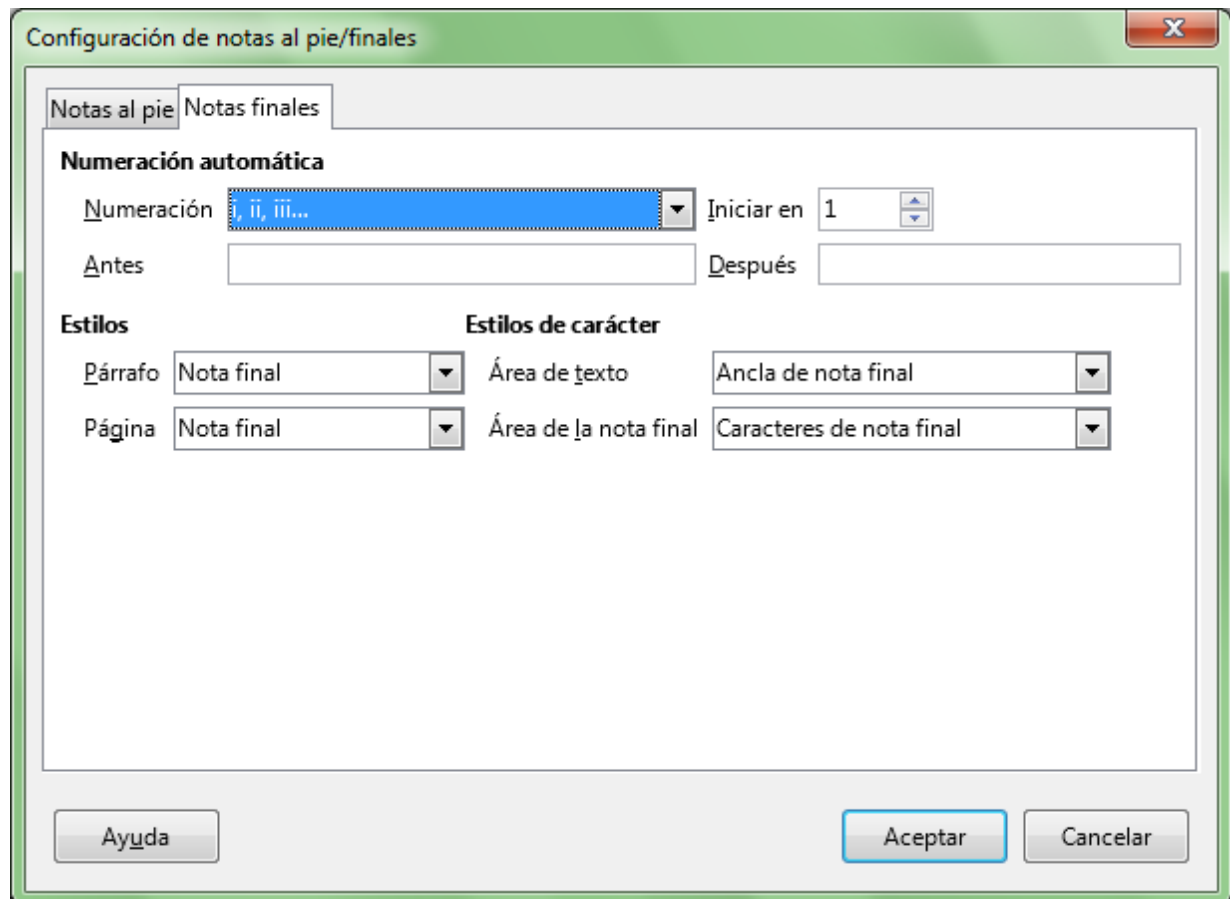 Configuración de notas al pie/finales
Notas al pie Notas finales
Numeración automática
Numeración i, ii, iii... Iniciar en 1
Antes Después
Estilos Estilos de carácter
Párrafo Nota final Área de texto Ancla de nota final
Página Nota final Área de la nota final Caracteres de nota final
Ayuda Aceptar Cancelar